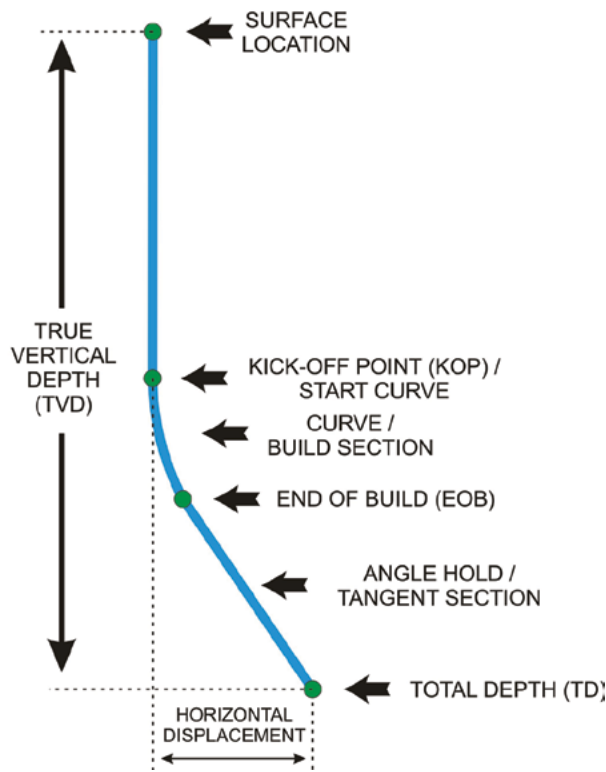 SURFACE
LOCATION
TRUE
VERTICAL
DEPTH
(TVD)
KICK-OFF POINT (KOP) /
START CURVE
CURVE /
BUILD SECTION
END OF BUILD (EOB)
ANGLE HOLD /
TANGENT SECTION
TOTAL DEPTH (TD)
HORIZONTAL
DISPLACEMENT